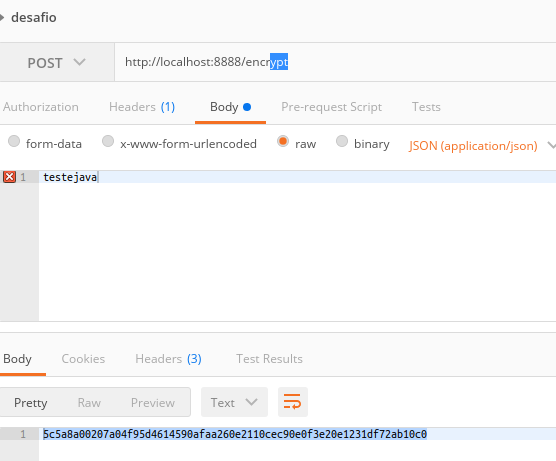 desafio
POST http://localhost:8888/encrypt
Authorization Headers (1) Body Pre-request Script Tests
form-data x-www-form-urlencoded raw binary JSON (application/json)
1 testejava
Body Cookies Headers (3) Test Results
Pretty Raw Preview Text
1 5c5a8a00207a04f95d4614590afaa260e2110cec90e0f3e20e1231df72ab10c0